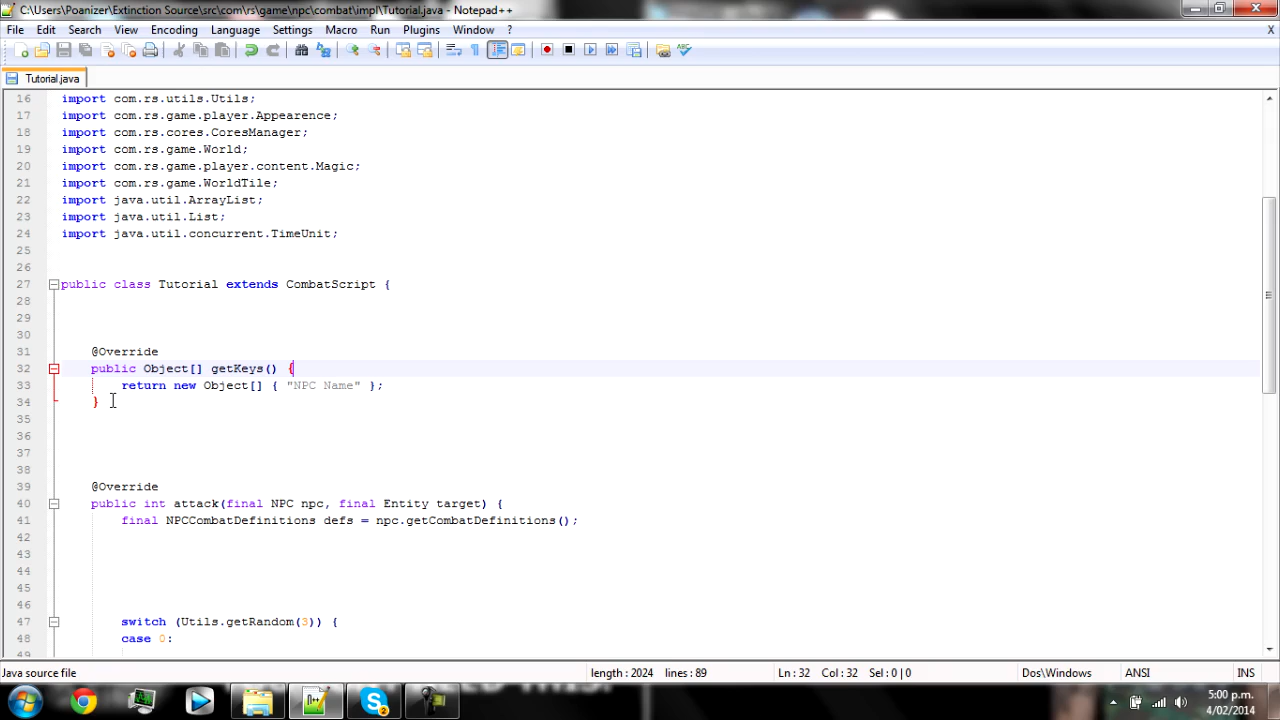 C:\Users\Poanizer\Extinction Source\src\com\rs\game\npc\combat\impl\Tutorial.java - Notepad++
File Edit Search View Encoding Language Settings Macro Run Plugins Window ? X
Tutorial.java
16 import com.rs.utils.Utils;
17 import com.rs.game.player.Appearence;
18 import com.rs.cores.CoresManager;
19 import com.rs.game.World;
20 import com.rs.game.player.content.Magic;
21 import com.rs.game.WorldTile;
22 import java.util.ArrayList;
23 import java.util.List;
24 import java.util.concurrent.TimeUnit;
25
26
27 public class Tutorial extends CombatScript {
28
29
30
31 @Override
32 public Object[] getKeys() {
33 return new Object[] { "NPC Name" };
34 }
35
36
37
38
39 @Override
40 public int attack(final NPC npc, final Entity target) {
41 final NPCCombatDefinitions defs = npc.getCombatDefinitions();
42
43
44
45
46
47 switch (Utils.getRandom(3)) {
48 case 0:
49
Java source file length : 2024 lines : 89 Ln : 32 Col : 32 Sel : 0 | 0 Dos\Windows ANSI INS
5:00 p.m.
4/02/2014